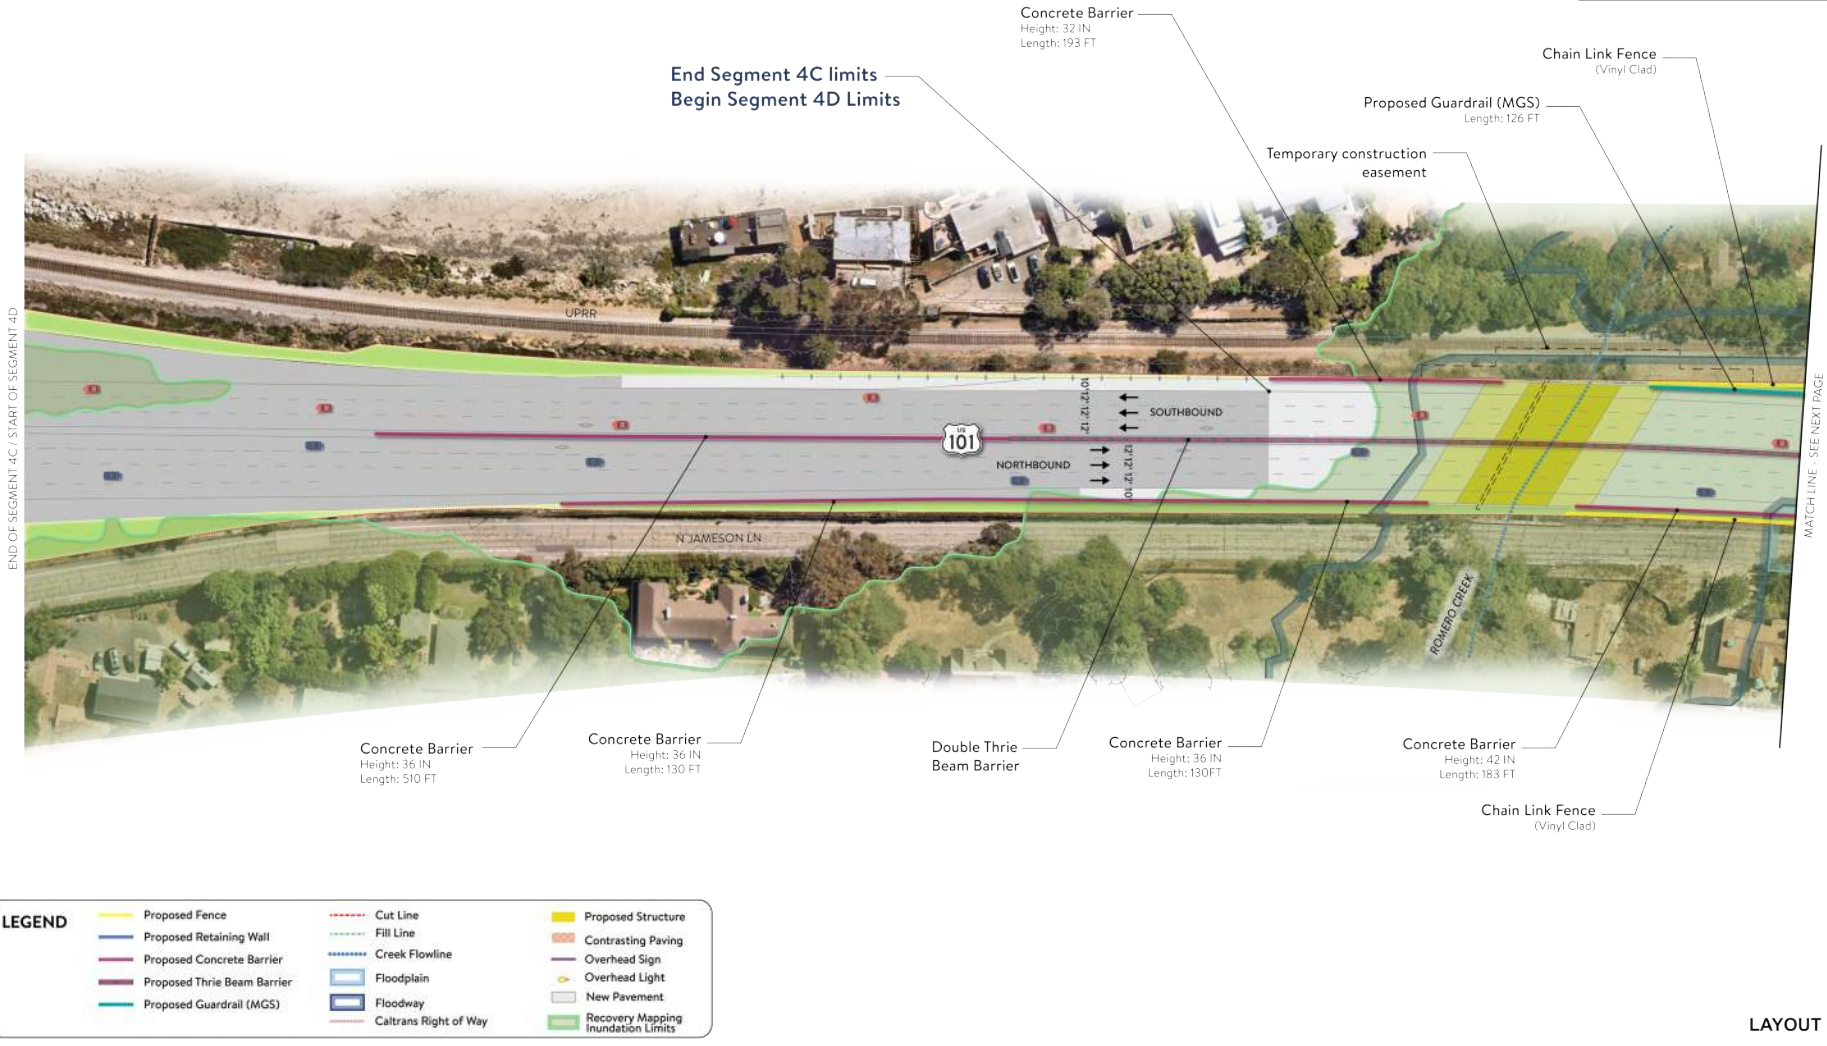 Concrete Barrier
Height: 32 IN
Length: 193 FT
Chain Link Fence
(Vinyl Clad)
End Segment 4C limits
Begin Segment 4D Limits
Proposed Guardrail (MGS)
Length: 126 FT
Temporary construction
easement
END OF SEGMENT 4C / START OF SEGMENT 4D
UPRR
10' 12' 12' 12'
SOUTHBOUND
US
101
NORTHBOUND
12' 12' 12' 10'
N JAMESON LN
ROMERO CREEK
MATCH LINE - SEE NEXT PAGE
Concrete Barrier
Height: 36 IN
Length: 510 FT
Concrete Barrier
Height: 36 IN
Length: 130 FT
Double Thrie
Beam Barrier
Concrete Barrier
Height: 36 IN
Length: 130FT
Concrete Barrier
Height: 42 IN
Length: 183 FT
Chain Link Fence
(Vinyl Clad)
LEGEND
Proposed Fence
Proposed Retaining Wall
Proposed Concrete Barrier
Proposed Thrie Beam Barrier
Proposed Guardrail (MGS)
Cut Line
Fill Line
Creek Flowline
Floodplain
Floodway
Caltrans Right of Way
Proposed Structure
Contrasting Paving
Overhead Sign
Overhead Light
New Pavement
Recovery Mapping
Inundation Limits
LAYOUT